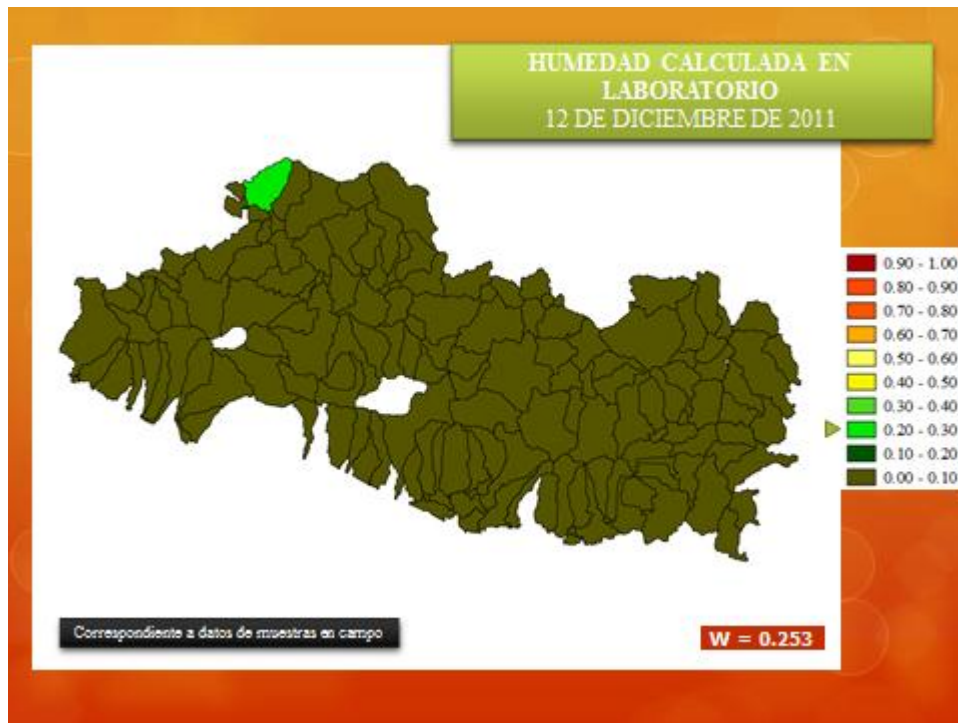 HUMEDAD CALCULADA EN
LABORATORIO
12 DE DICIEMBRE DE 2011
0.90 - 1.00
0.80 - 0.90
0.70 - 0.80
0.60 - 0.70
0.50 - 0.60
0.40 - 0.50
0.30 - 0.40
0.20 - 0.30
0.10 - 0.20
0.00 - 0.10
Correspondiente a datos de muestras en campo
W = 0.253